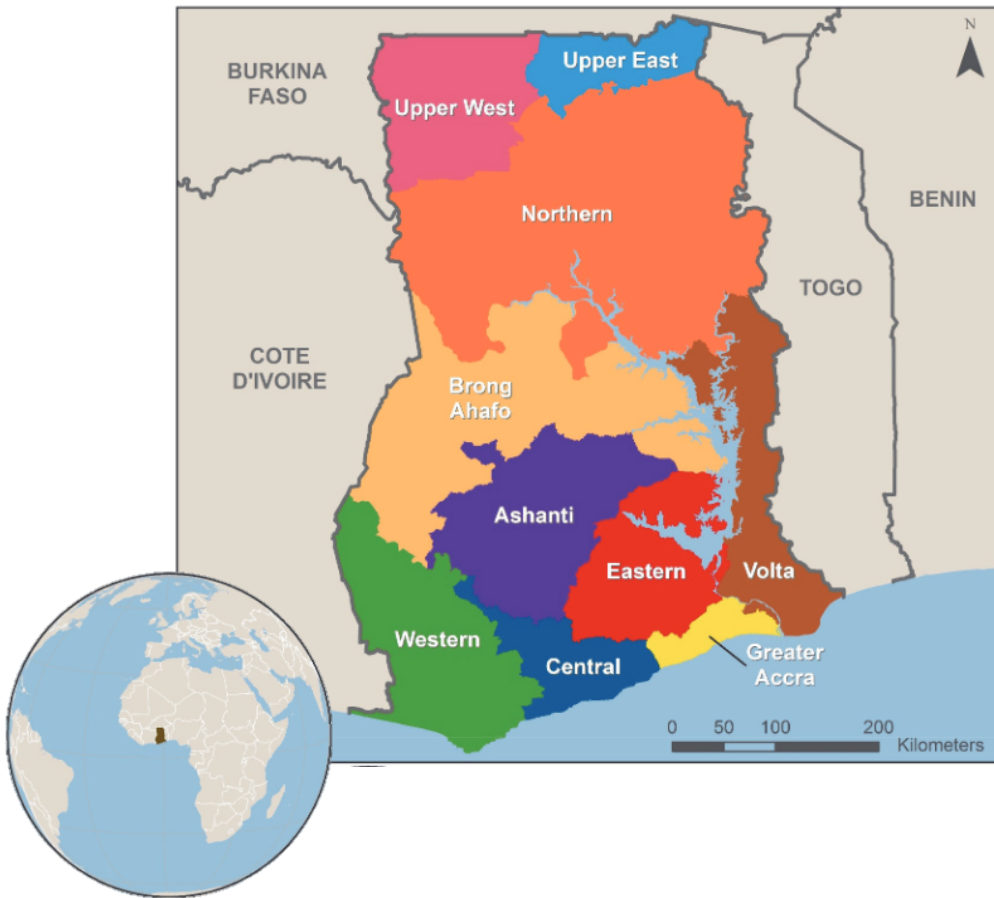 N
BURKINA
FASO
Upper East
Upper West
BENIN
Northern
TOGO
COTE
D'IVOIRE
Brong
Ahafo
Ashanti
Eastern
Volta
Western
Central
Greater
Accra
0 50 100 200
Kilometers